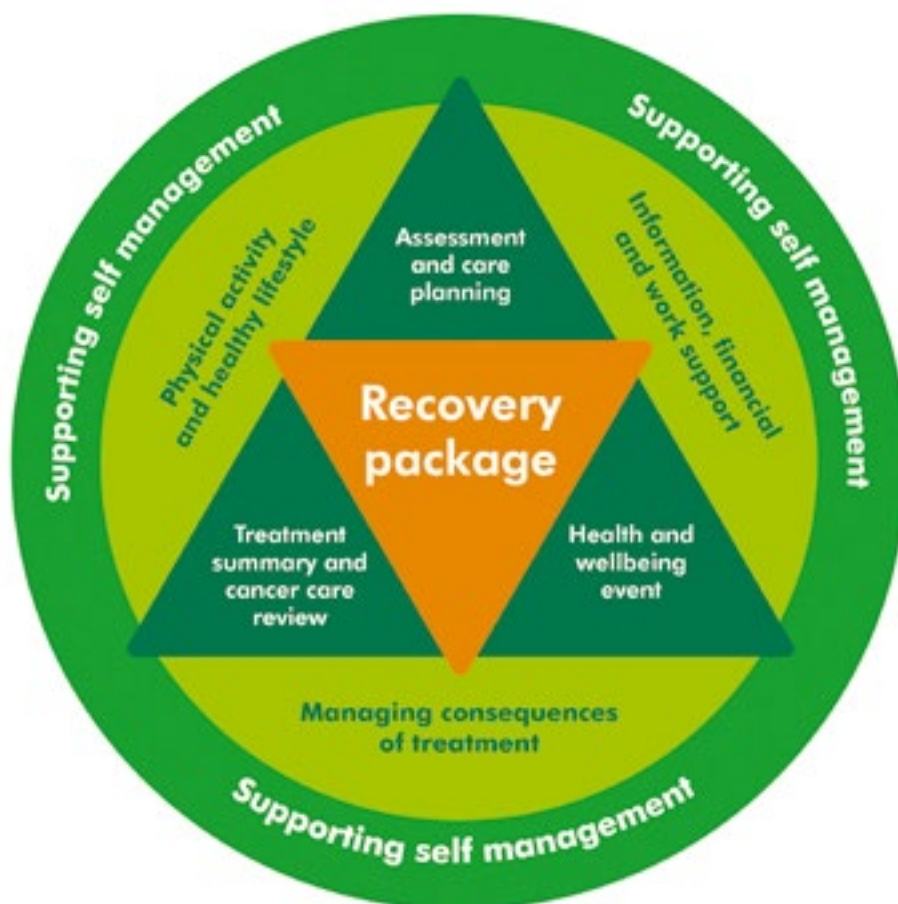 Supporting self management
Supporting self management
Physical activity
and healthy lifestyle
Information, financial
and work support
Assessment
and care
planning
Recovery
package
Treatment
summary and
cancer care
review
Health and
wellbeing
event
Managing consequences
of treatment
Supporting self management